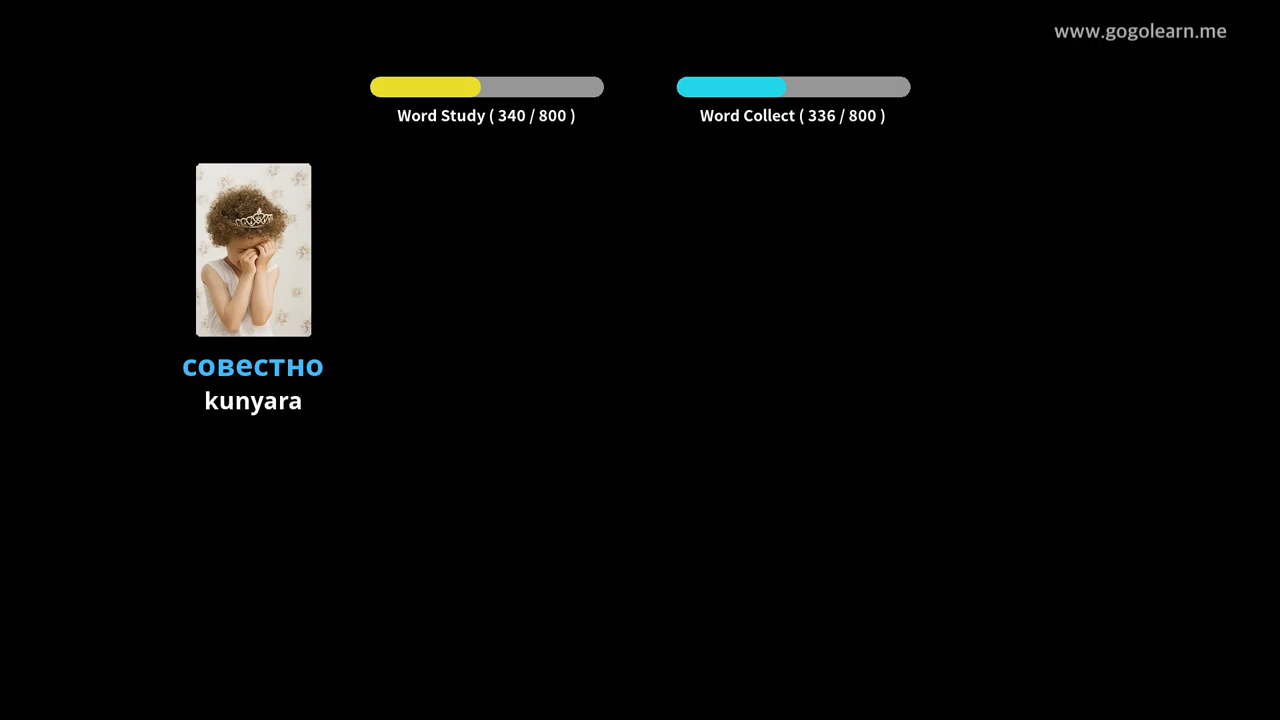 www.gogolearn.me
Word Study ( 340 / 800 )
Word Collect ( 336 / 800 )
совестно
kunyara